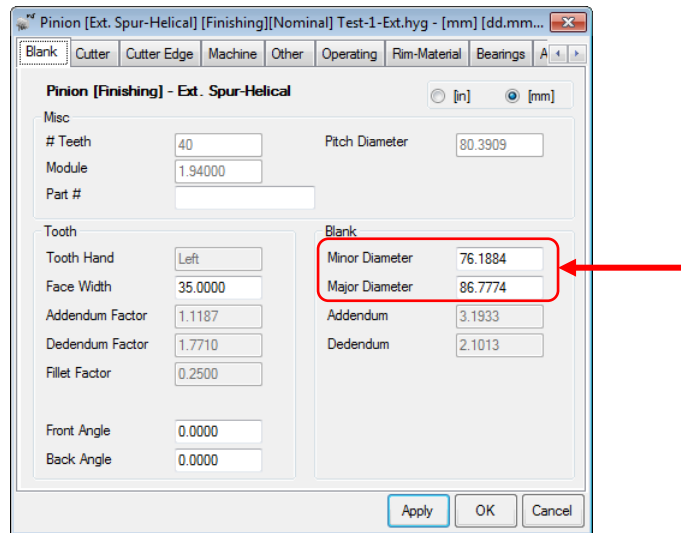 Pinion [Ext. Spur-Helical] [Finishing][Nominal] Test-1-Ext.hyg - [mm] [dd.mm...
Blank Cutter Cutter Edge Machine Other Operating Rim-Material Bearings A
Pinion [Finishing] - Ext. Spur-Helical [in] [mm]
Misc
# Teeth 40 Pitch Diameter 80.3909
Module 1.94000
Part #
Tooth Blank
Tooth Hand Left Minor Diameter 76.1884
Face Width 35.0000 Major Diameter 86.7774
Addendum Factor 1.1187 Addendum 3.1933
Dedendum Factor 1.7710 Dedendum 2.1013
Fillet Factor 0.2500
Front Angle 0.0000
Back Angle 0.0000
Apply OK Cancel